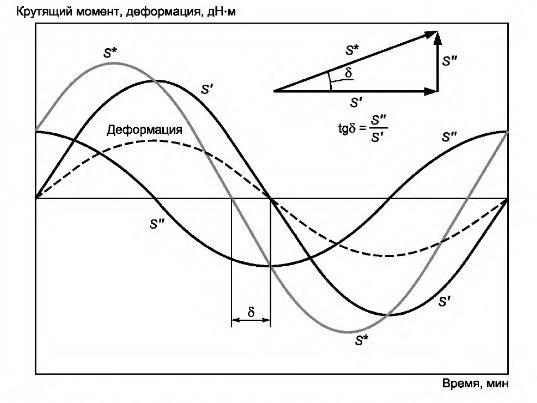 Крутящий момент, деформация, дН·м
S*
S*
S′
δ
S″
S′
tgδ = S″/S′
Деформация
S″
S″
δ
S′
S*
Время, мин